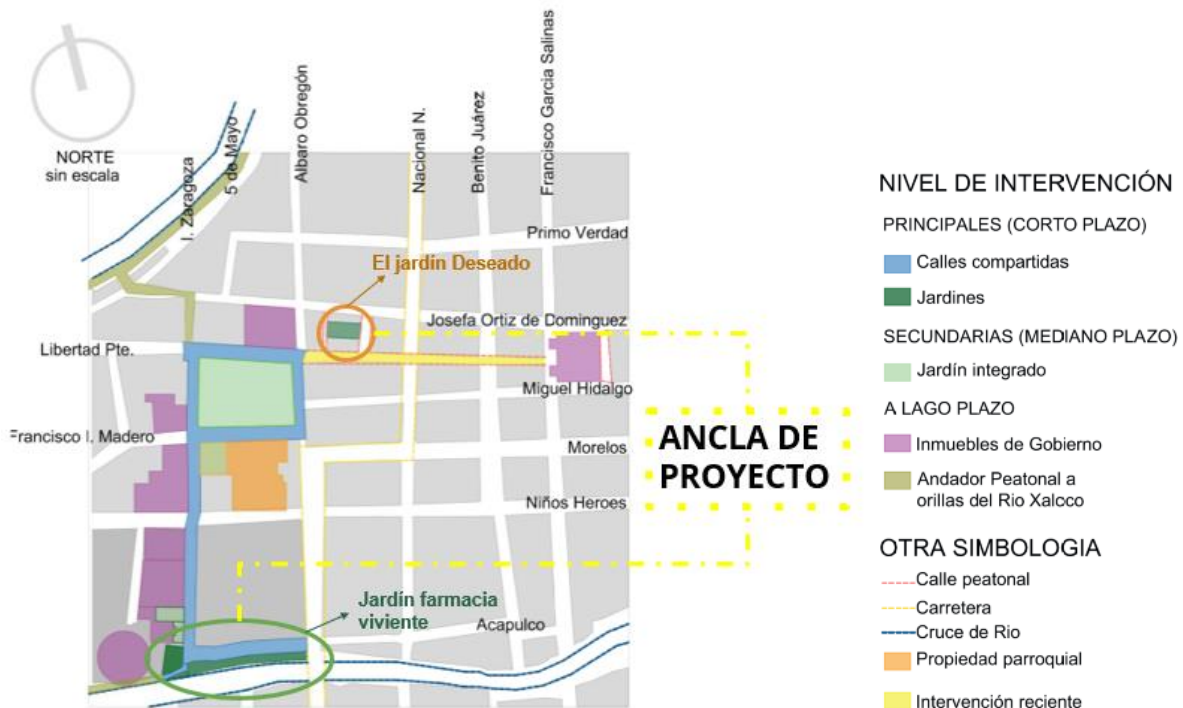 NORTE
sin escala
I. Zaragoza
5 de Mayo
Albaro Obregón
Nacional N.
Benito Juárez
Francisco Garcia Salinas
Primo Verdad
El jardín Deseado
Josefa Ortiz de Dominguez
Libertad Pte.
Miguel Hidalgo
Francisco I. Madero
Morelos
Niños Heroes
ANCLA DE
PROYECTO
Jardín farmacia
viviente
Acapulco
NIVEL DE INTERVENCIÓN
PRINCIPALES (CORTO PLAZO)
Calles compartidas
Jardines
SECUNDARIAS (MEDIANO PLAZO)
Jardín integrado
A LAGO PLAZO
Inmuebles de Gobierno
Andador Peatonal a
orillas del Rio Xalcco
OTRA SIMBOLOGIA
Calle peatonal
Carretera
Cruce de Rio
Propiedad parroquial
Intervención reciente